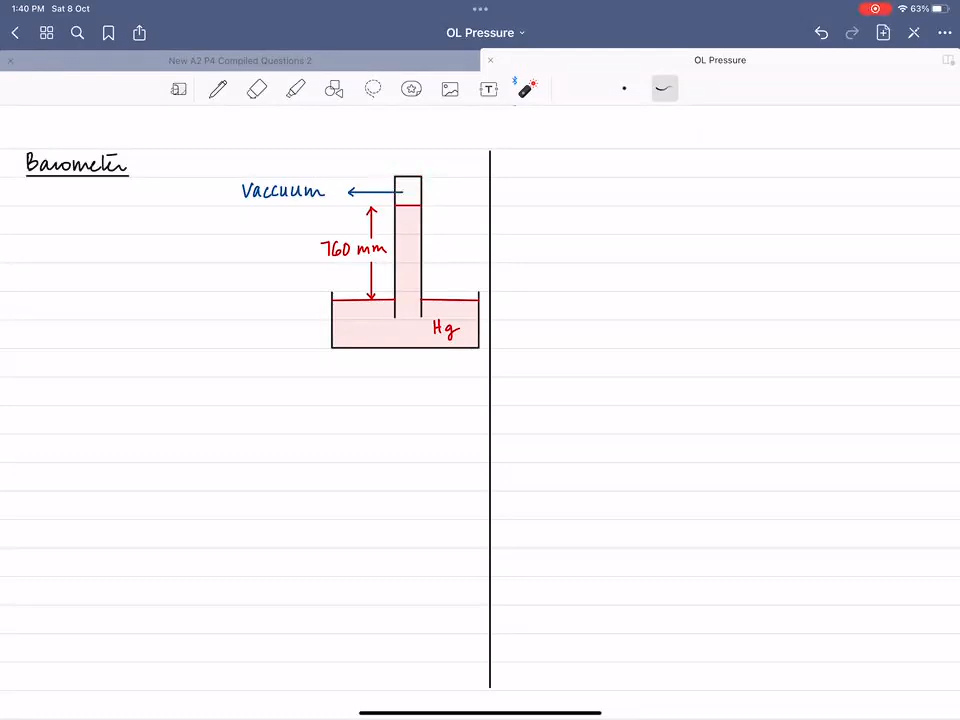 1:40 PM Sat 8 Oct
63%
OL Pressure
New A2 P4 Compiled Questions 2
OL Pressure
T
Barometer
Vaccuum
760 mm
Hg